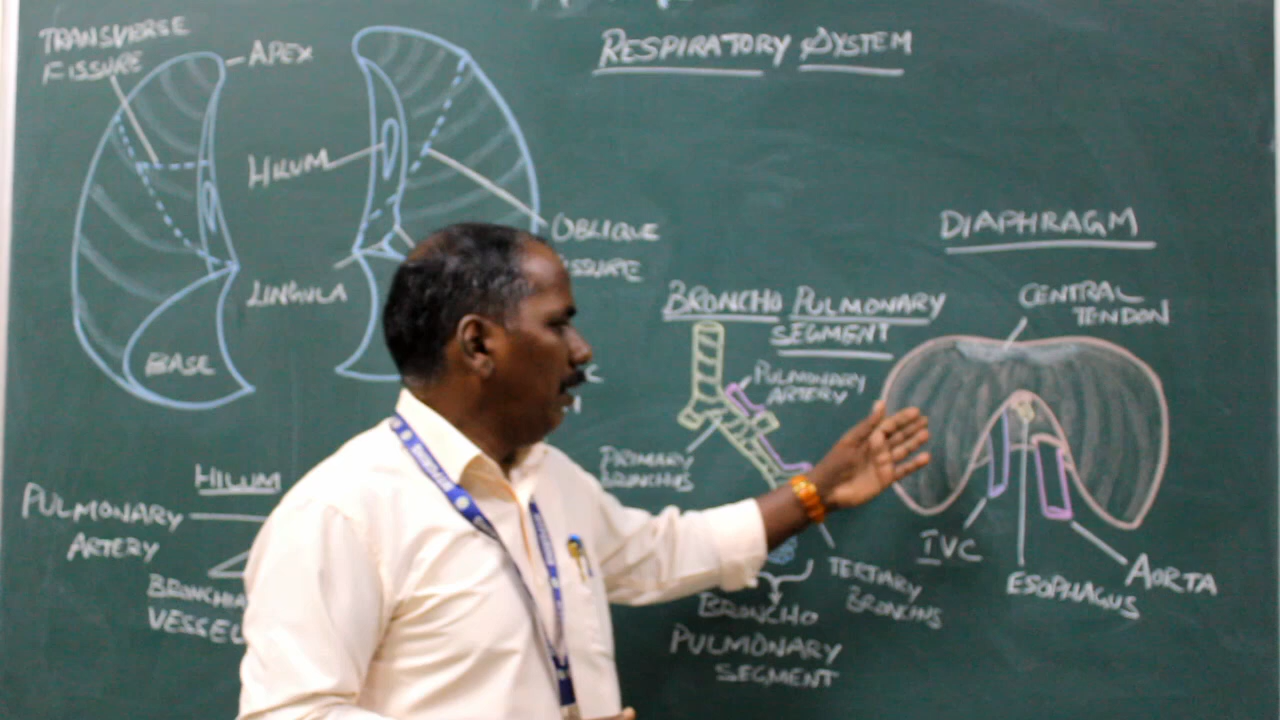 RESPIRATORY SYSTEM
TRANSVERSE
FISSURE
APEX
HILUM
OBLIQUE
FISSURE
LINGULA
BASE
DIAPHRAGM
CENTRAL
TENDON
BRONCHO PULMONARY
SEGMENT
PULMONARY
ARTERY
PRIMARY
BRONCHUS
HILUM
PULMONARY
ARTERY
BRONCHIA
VESSEL
TERTIARY
BRONCHUS
BRONCHO
PULMONARY
SEGMENT
IVC
ESOPHAGUS
AORTA